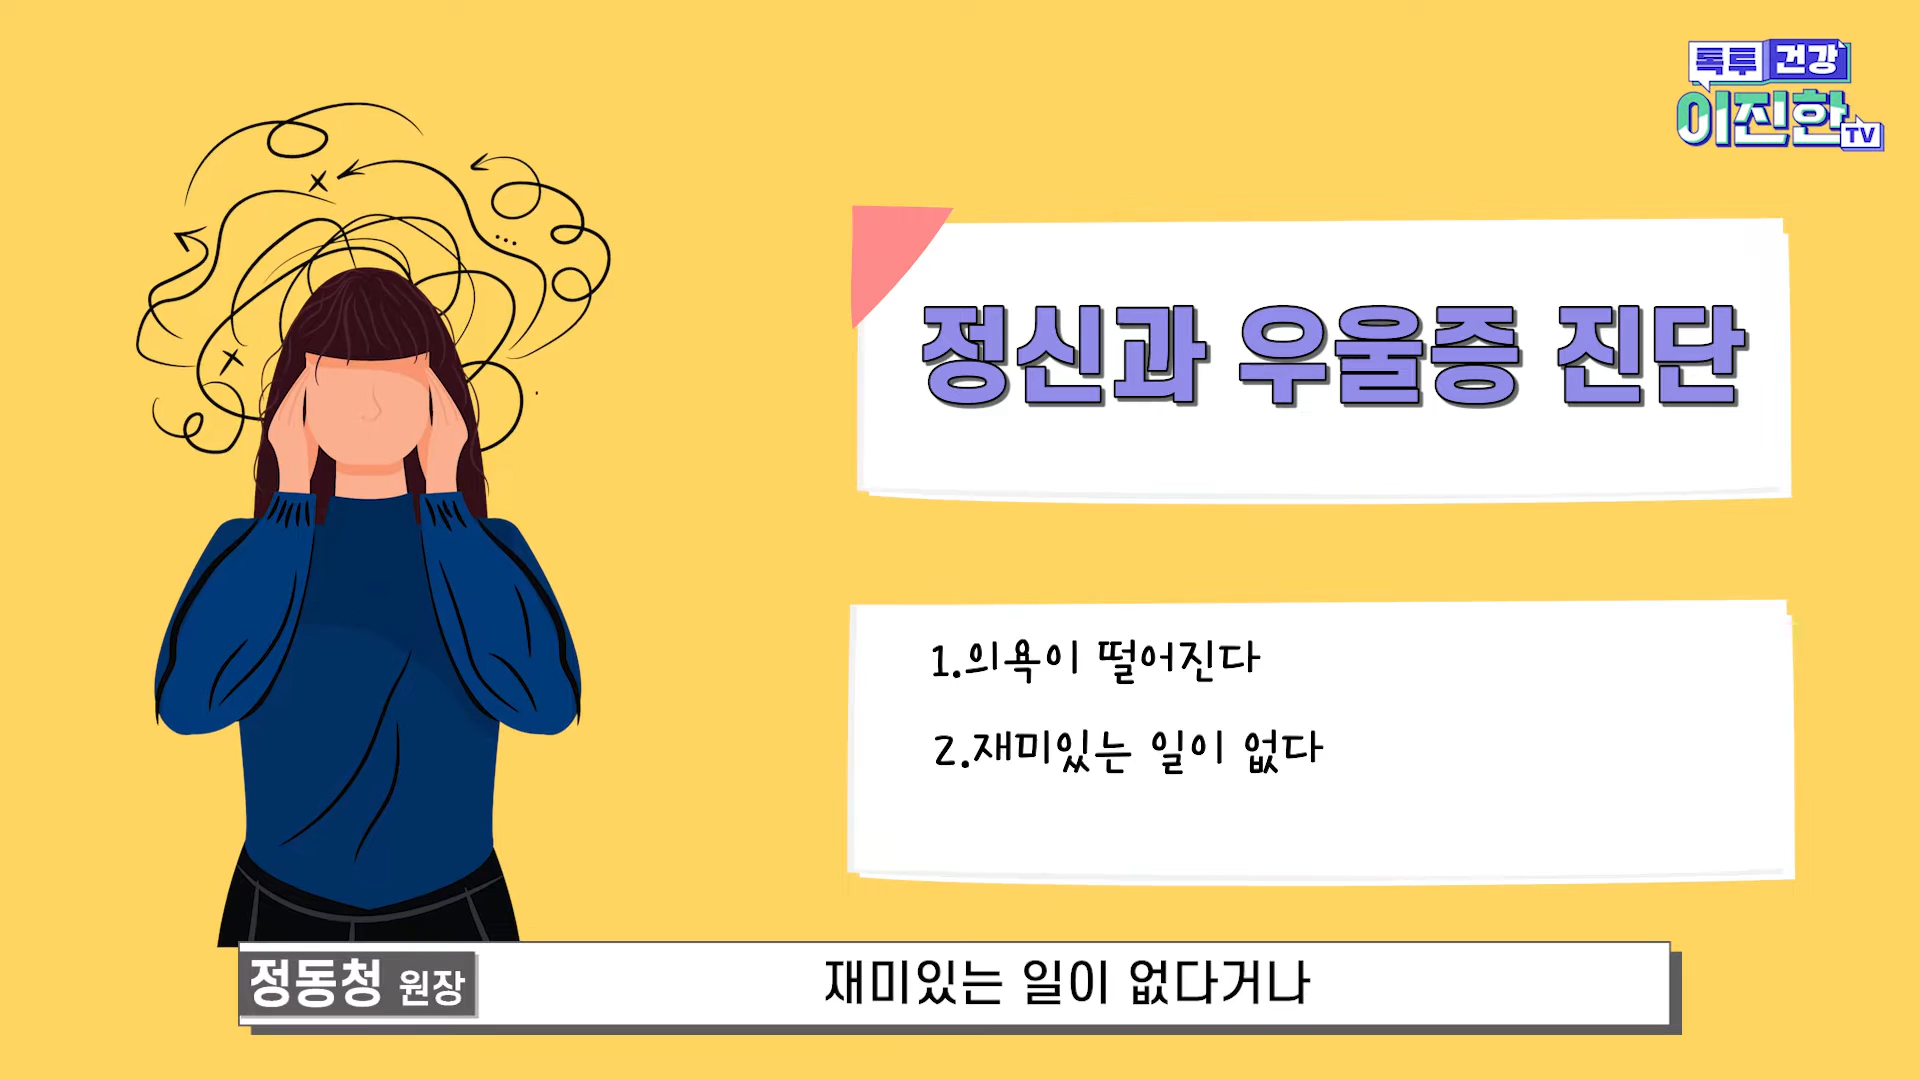 톡투 건강
이진한 TV
정신과 우울증 진단
1.의욕이 떨어진다
2.재미있는 일이 없다
정동청 원장
재미있는 일이 없다거나